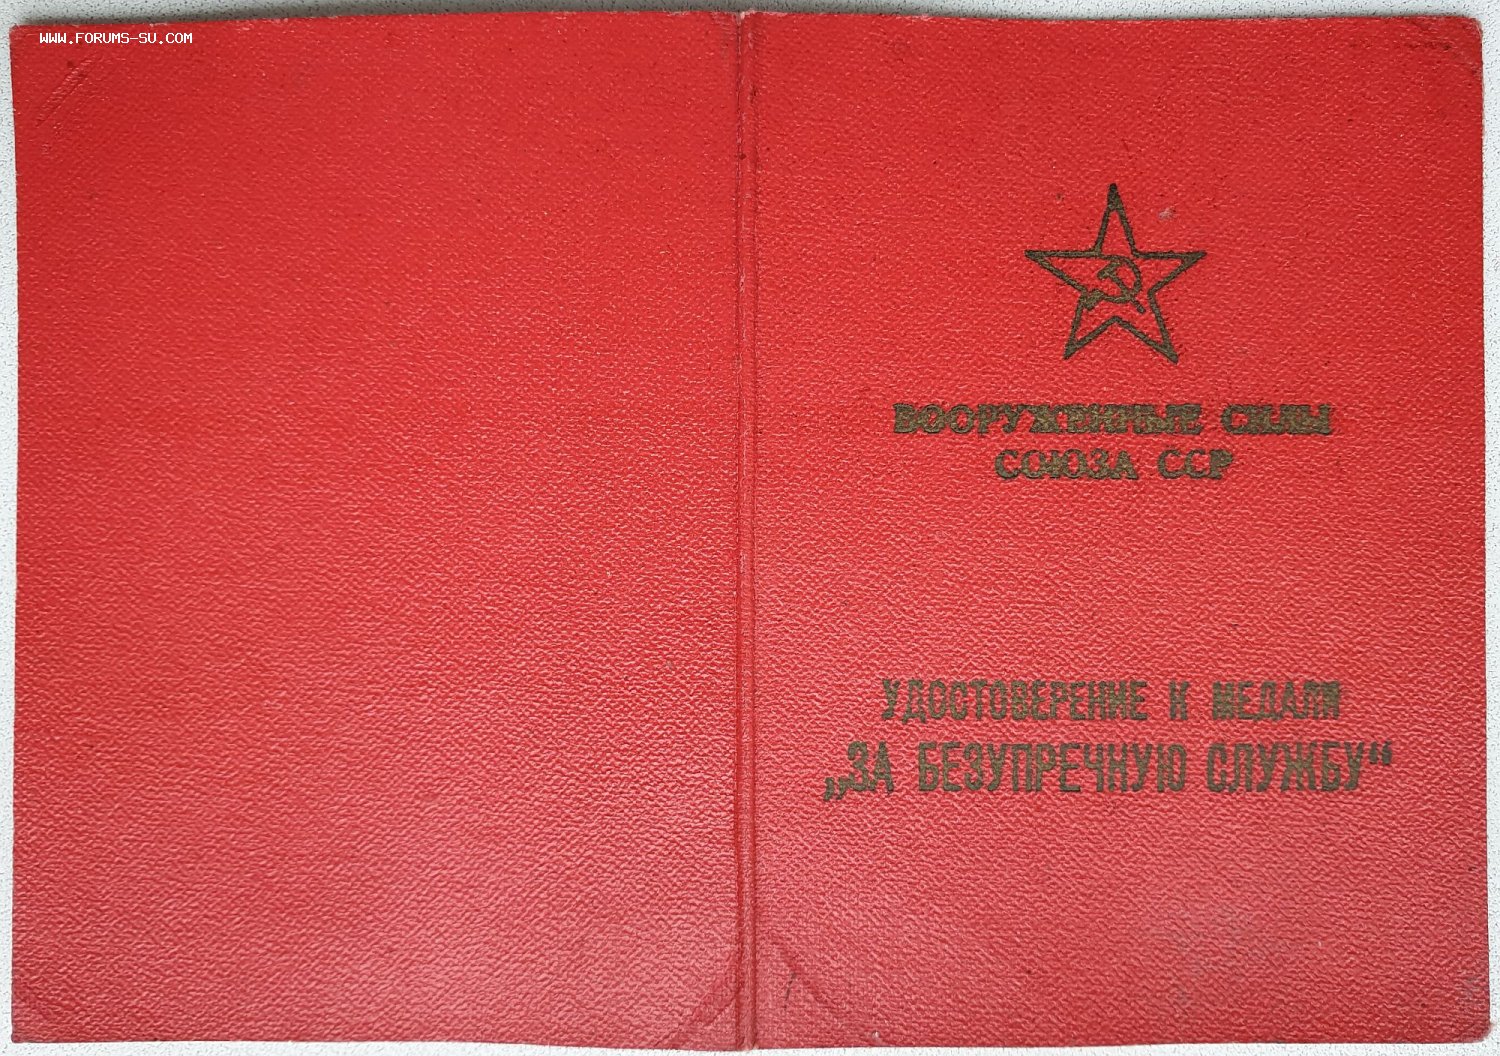 WWW.FORUMS-SU.COM
ВООРУЖЕННЫЕ СИЛЫ
СОЮЗА ССР
УДОСТОВЕРЕНИЕ К МЕДАЛИ
„ЗА БЕЗУПРЕЧНУЮ СЛУЖБУ“